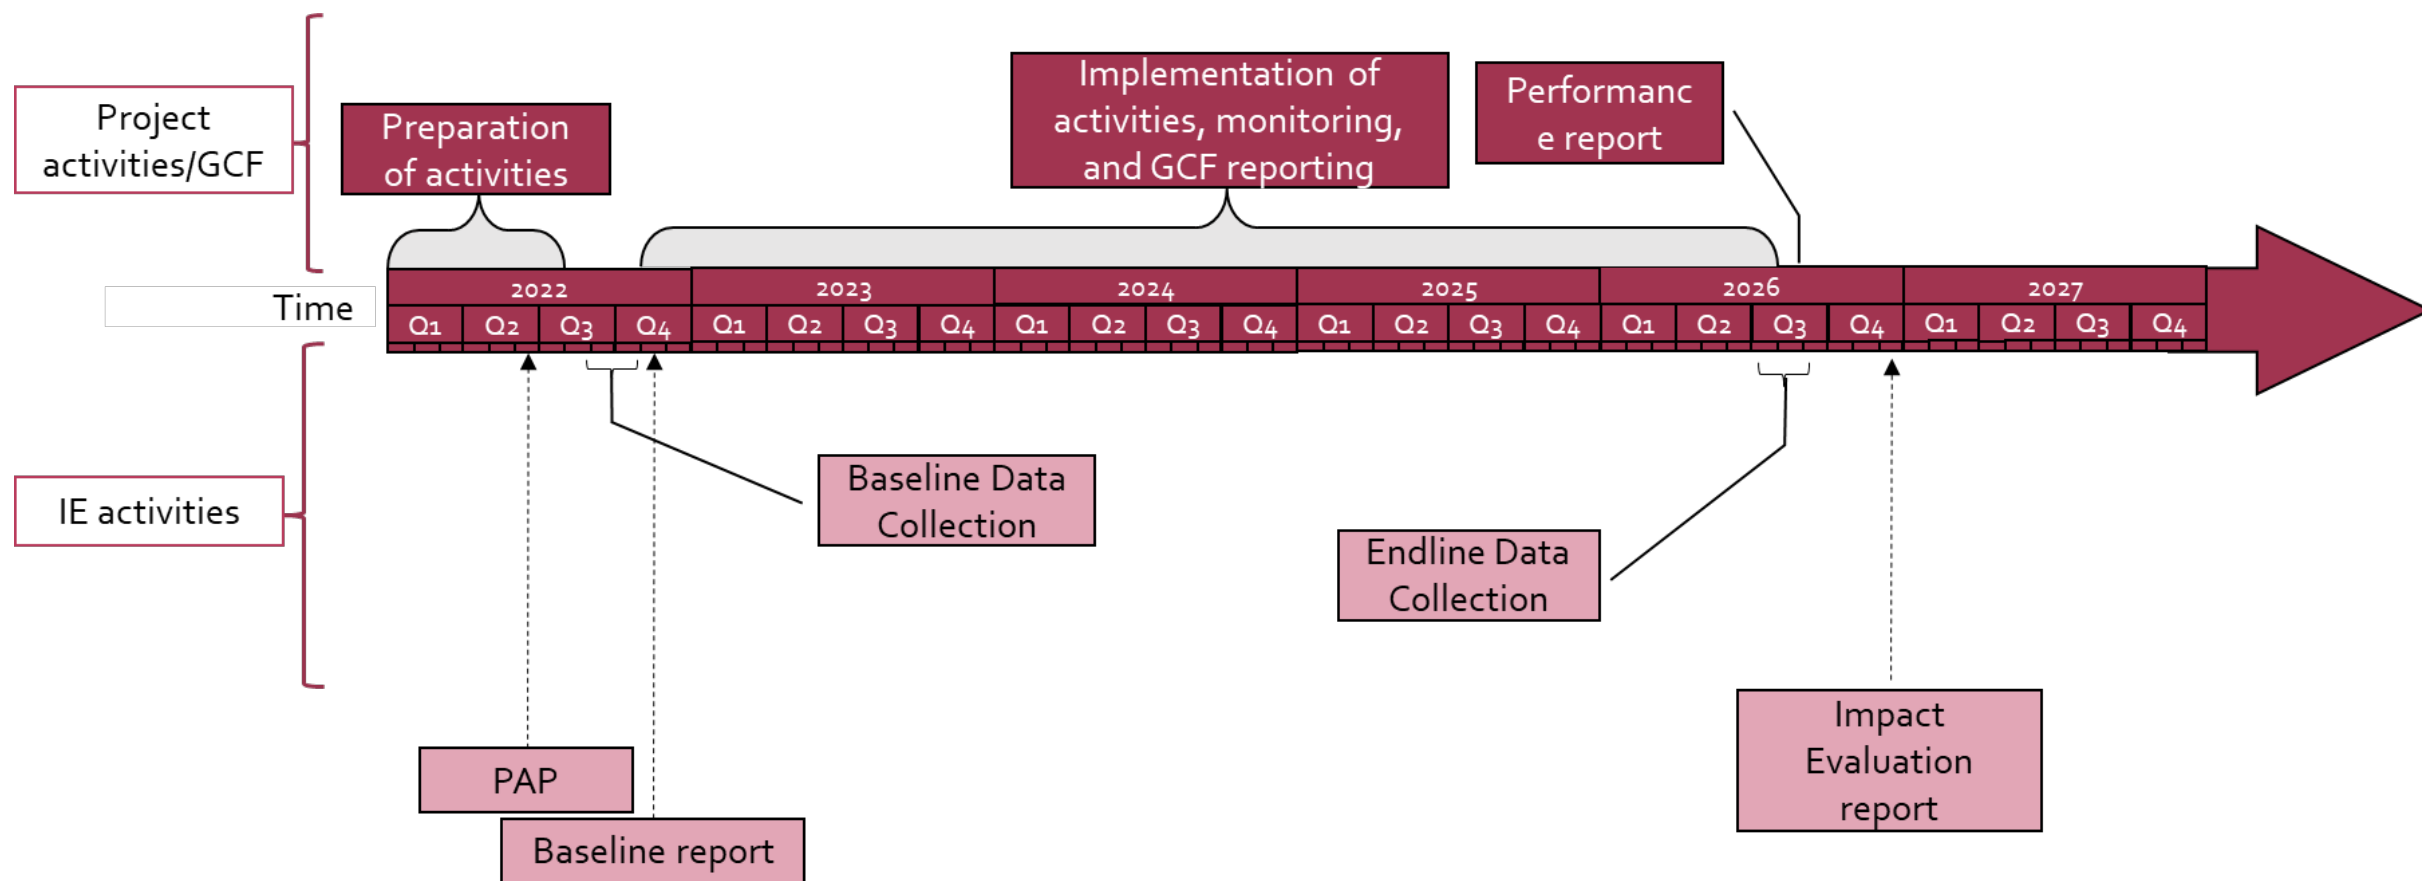 Project
activities/GCF
Preparation
of activities
Implementation of
activities, monitoring,
and GCF reporting
Performanc
e report
Time
2022 2023 2024 2025 2026 2027
Q1 Q2 Q3 Q4 Q1 Q2 Q3 Q4 Q1 Q2 Q3 Q4 Q1 Q2 Q3 Q4 Q1 Q2 Q3 Q4 Q1 Q2 Q3 Q4
IE activities
Baseline Data
Collection
Endline Data
Collection
PAP
Baseline report
Impact
Evaluation
report